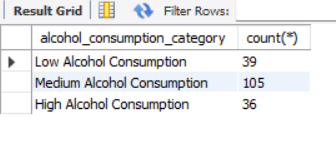 Result Grid Filter Rows:
alcohol_consumption_category count(*)
Low Alcohol Consumption 39
Medium Alcohol Consumption 105
High Alcohol Consumption 36